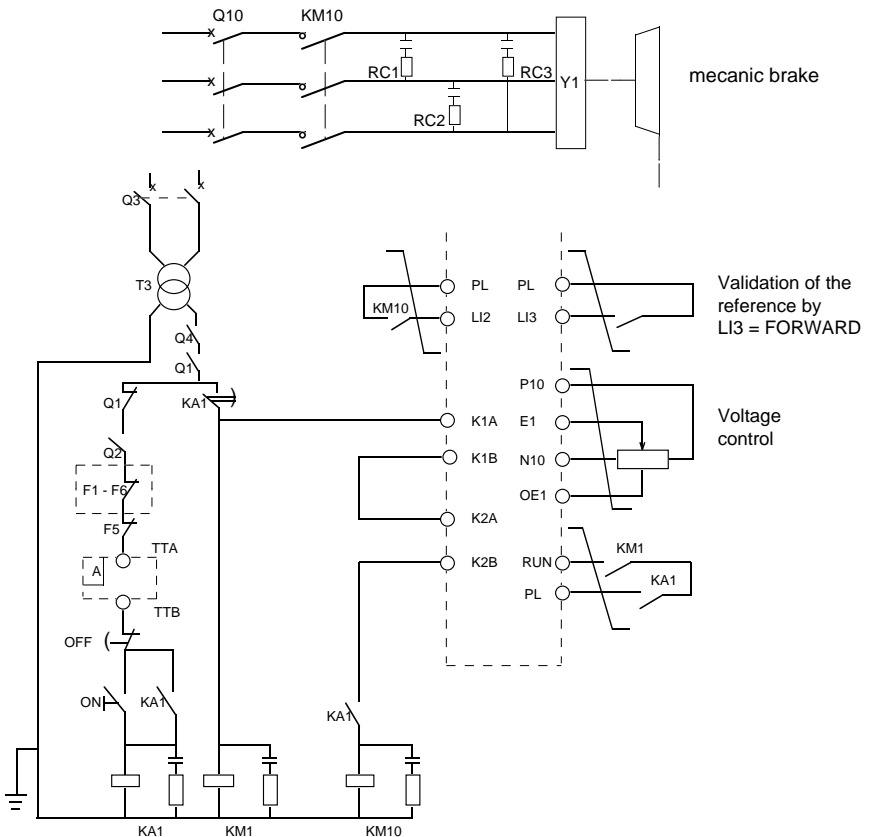 Q10 KM10
RC1 RC3 Y1 mecanic brake
RC2
Q3
T3
Q4
Q1
Q1 KA1
Q2
F1 - F6
F5
TTA
A
TTB
OFF
ON KA1
KA1
KA1 KM1 KM10
PL PL
KM10
LI2 LI3
Validation of the
reference by
LI3 = FORWARD
P10
K1A E1
K1B N10
OE1
K2A
K2B RUN KM1
PL KA1
Voltage
control